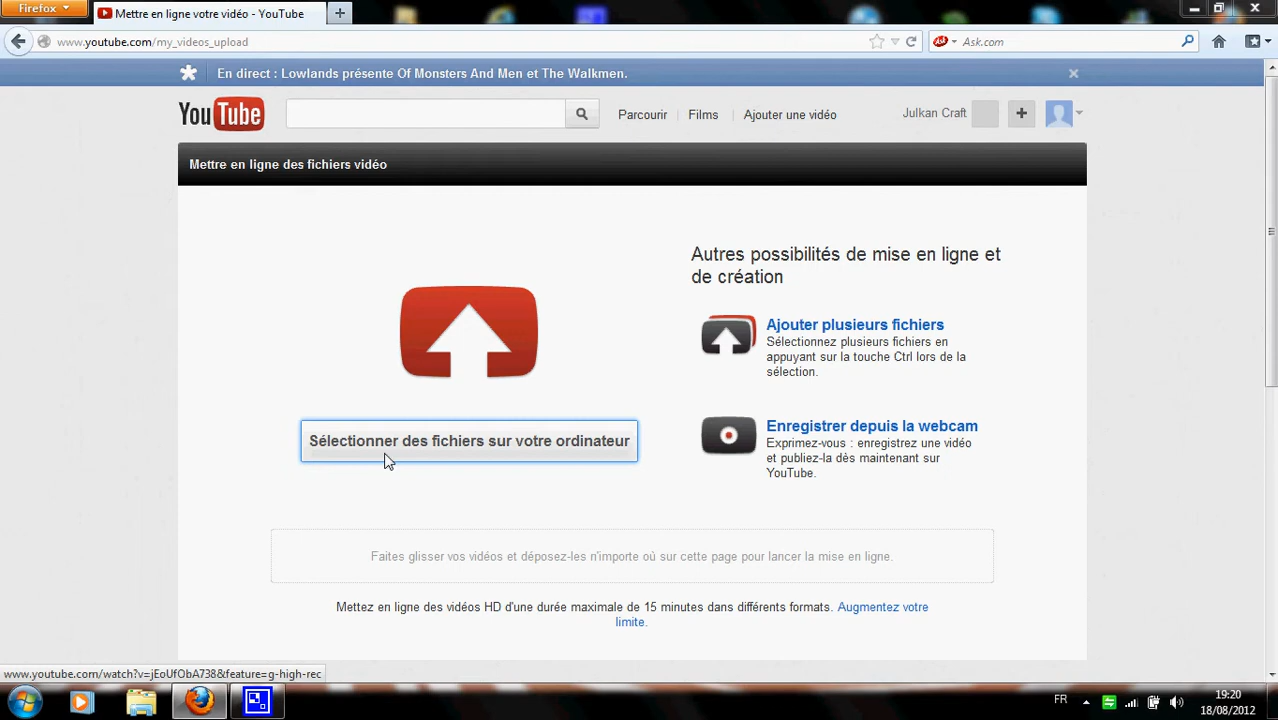 Firefox
Mettre en ligne votre vidéo - YouTube
www.youtube.com/my_videos_upload
Ask.com
En direct : Lowlands présente Of Monsters And Men et The Walkmen.
YouTube
Parcourir
Films
Ajouter une vidéo
Julkan Craft
Mettre en ligne des fichiers vidéo
Autres possibilités de mise en ligne et
de création
Ajouter plusieurs fichiers
Sélectionnez plusieurs fichiers en
appuyant sur la touche Ctrl lors de la
sélection.
Sélectionner des fichiers sur votre ordinateur
Enregistrer depuis la webcam
Exprimez-vous : enregistrez une vidéo
et publiez-la dès maintenant sur
YouTube.
Faites glisser vos vidéos et déposez-les n'importe où sur cette page pour lancer la mise en ligne.
Mettez en ligne des vidéos HD d'une durée maximale de 15 minutes dans différents formats. Augmentez votre
limite.
www.youtube.com/watch?v=jEoUfObA738&feature=g-high-rec
FR
19:20
18/08/2012